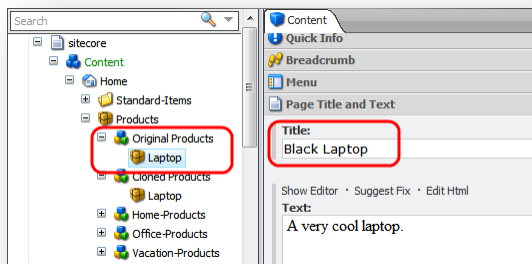 Search
sitecore
Content
Home
Standard-Items
Products
Original Products
Laptop
Cloned Products
Laptop
Home-Products
Office-Products
Vacation-Products
Content
Quick Info
Breadcrumb
Menu
Page Title and Text
Title:
Black Laptop
Show Editor · Suggest Fix · Edit Html
Text:
A very cool laptop.